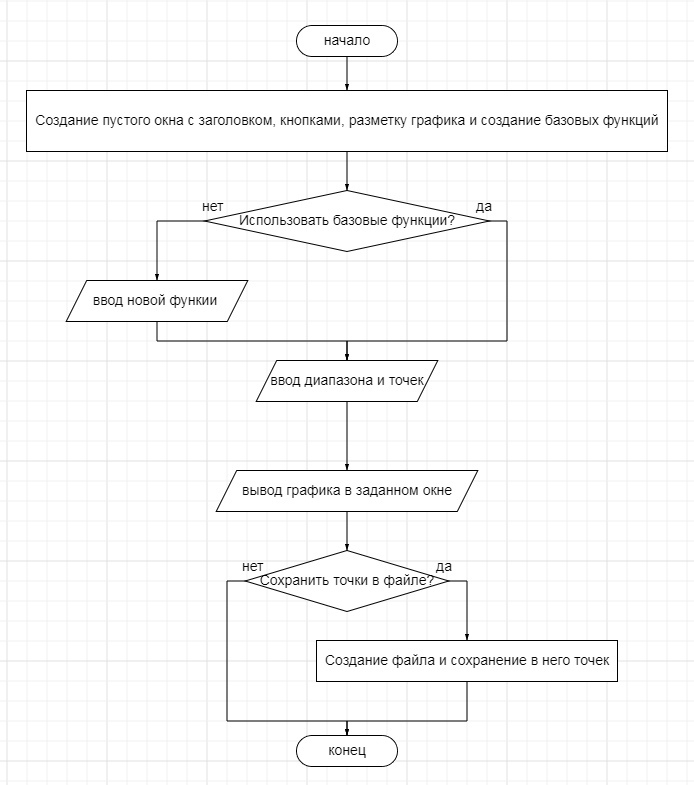 начало
Создание пустого окна с заголовком, кнопками, разметку графика и создание базовых функций
нет
да
Использовать базовые функции?
ввод новой функии
ввод диапазона и точек
вывод графика в заданном окне
нет
да
Сохранить точки в файле?
Создание файла и сохранение в него точек
конец